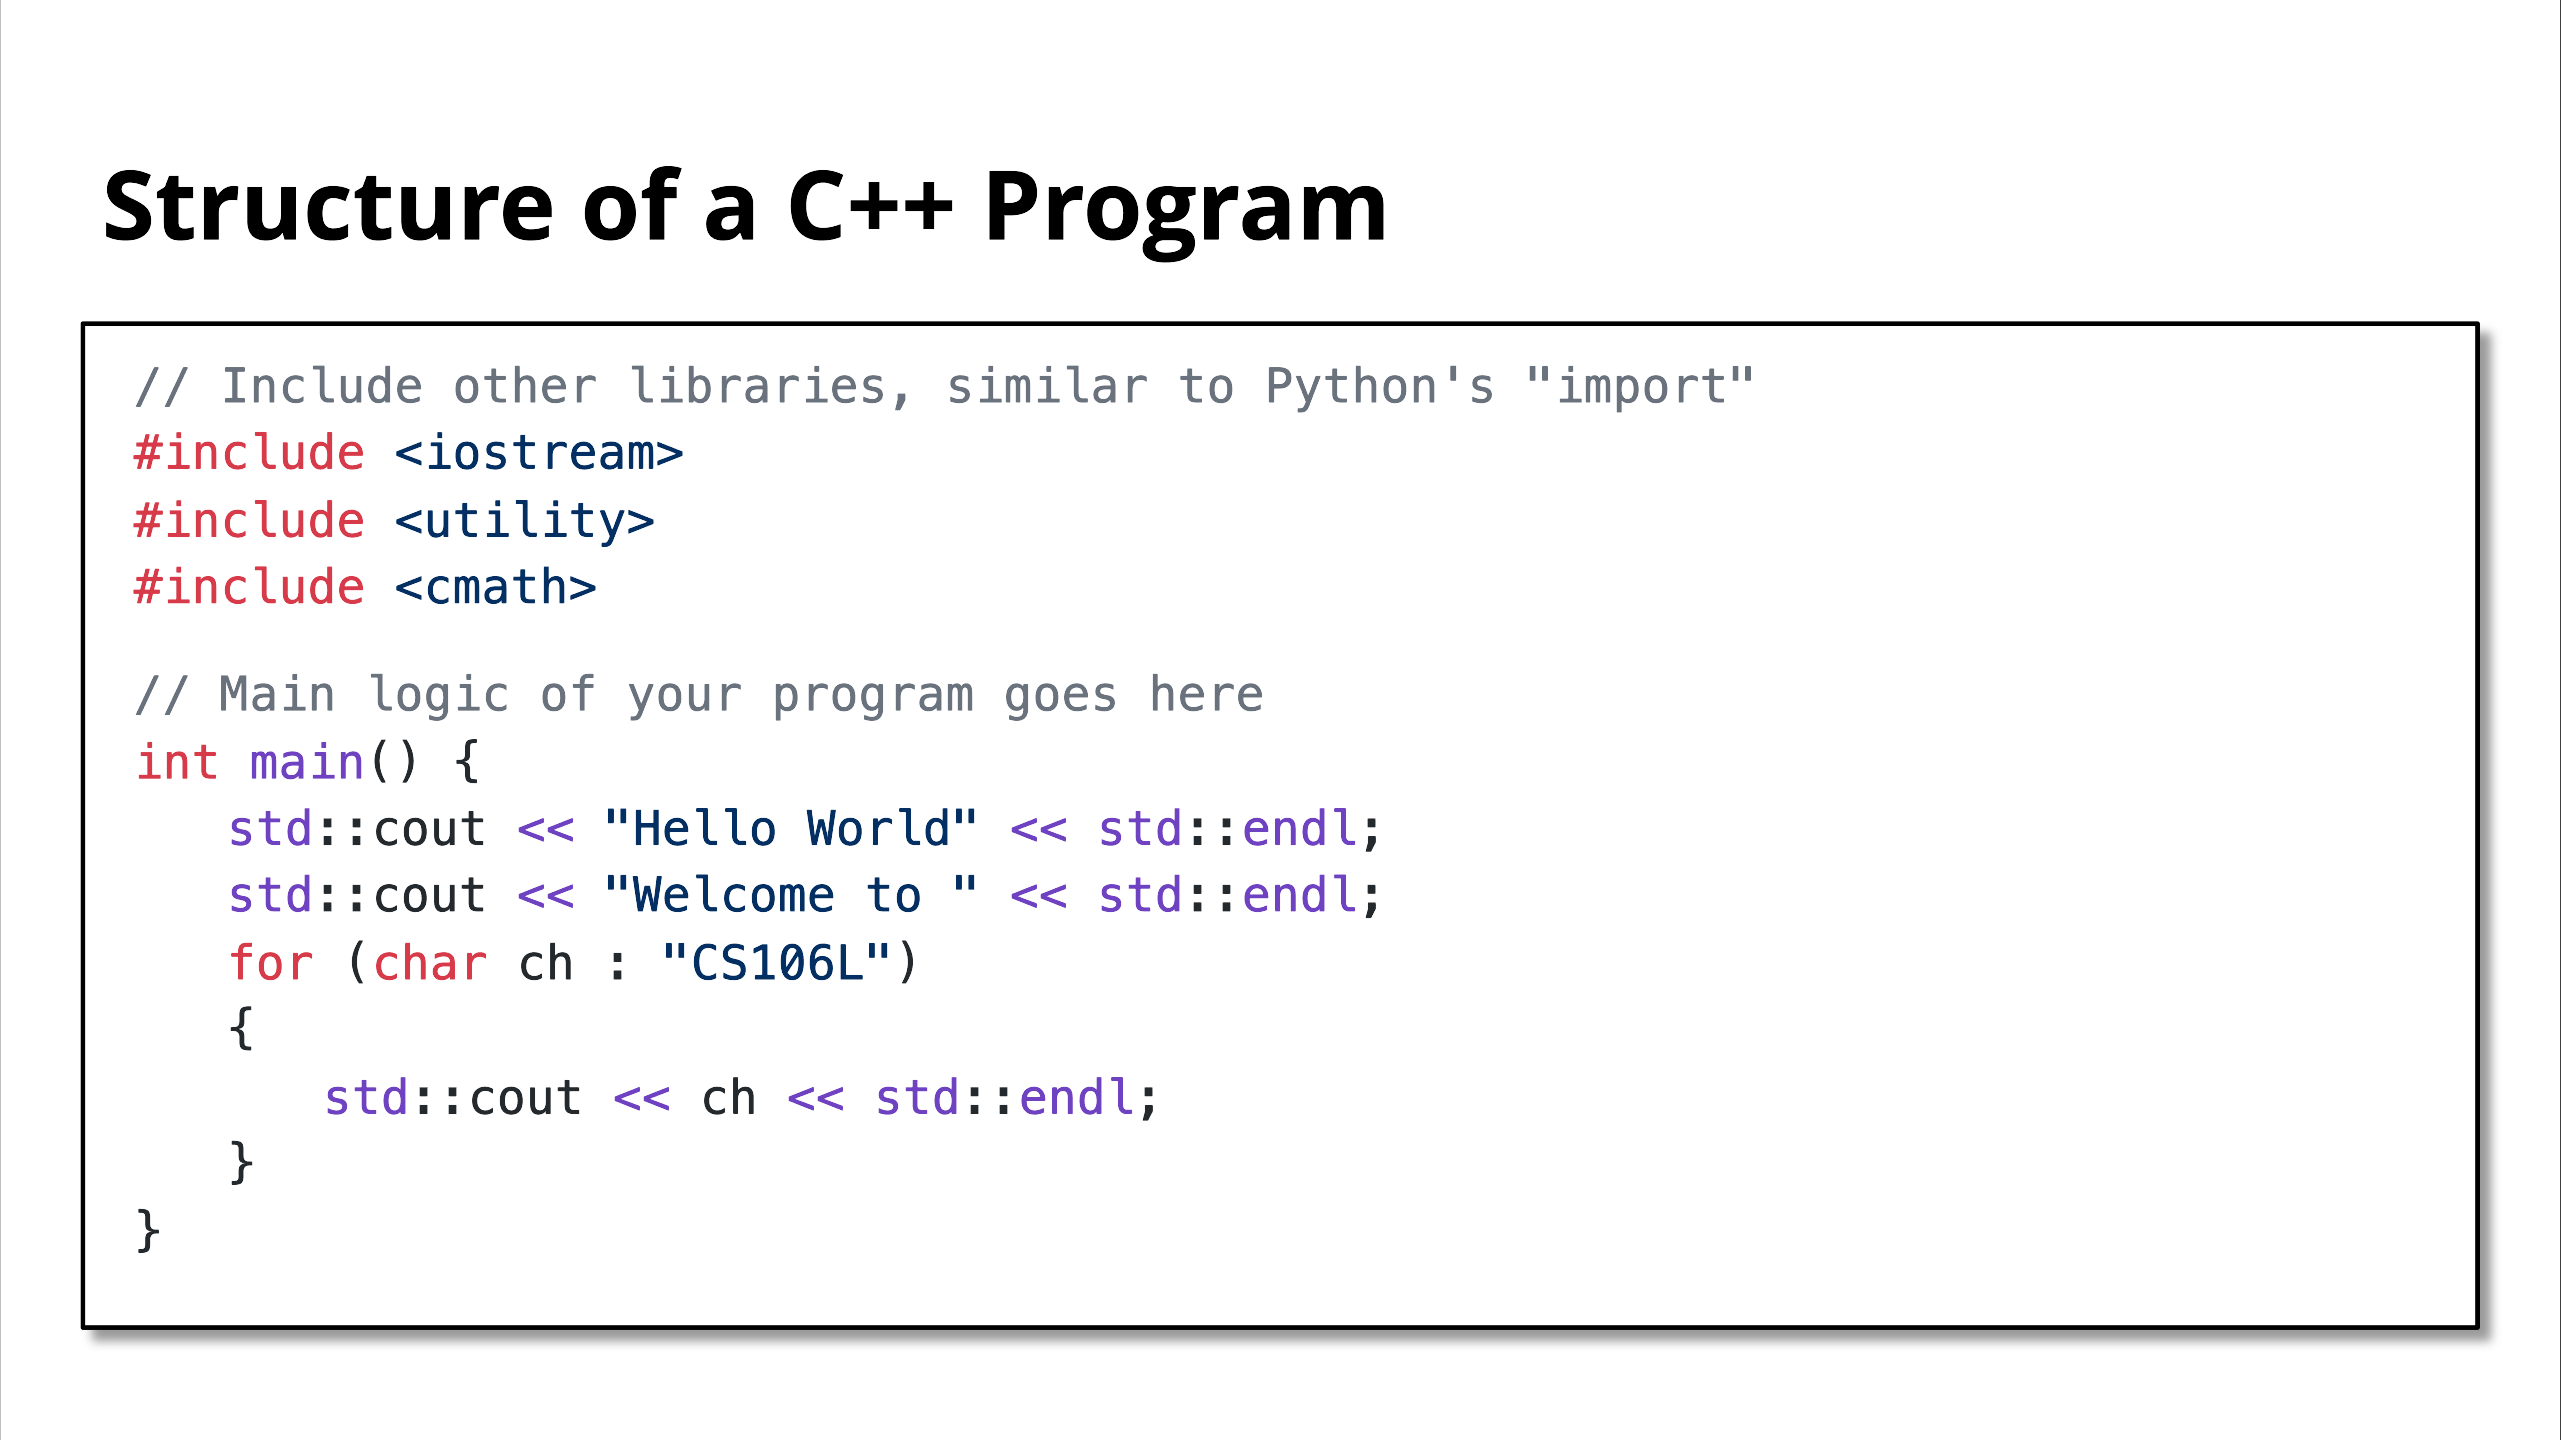 Structure of a C++ Program
// Include other libraries, similar to Python's "import"
#include <iostream>
#include <utility>
#include <cmath>
// Main logic of your program goes here
int main() {
    std::cout << "Hello World" << std::endl;
    std::cout << "Welcome to " << std::endl;
    for (char ch : "CS106L")
    {
        std::cout << ch << std::endl;
    }
}